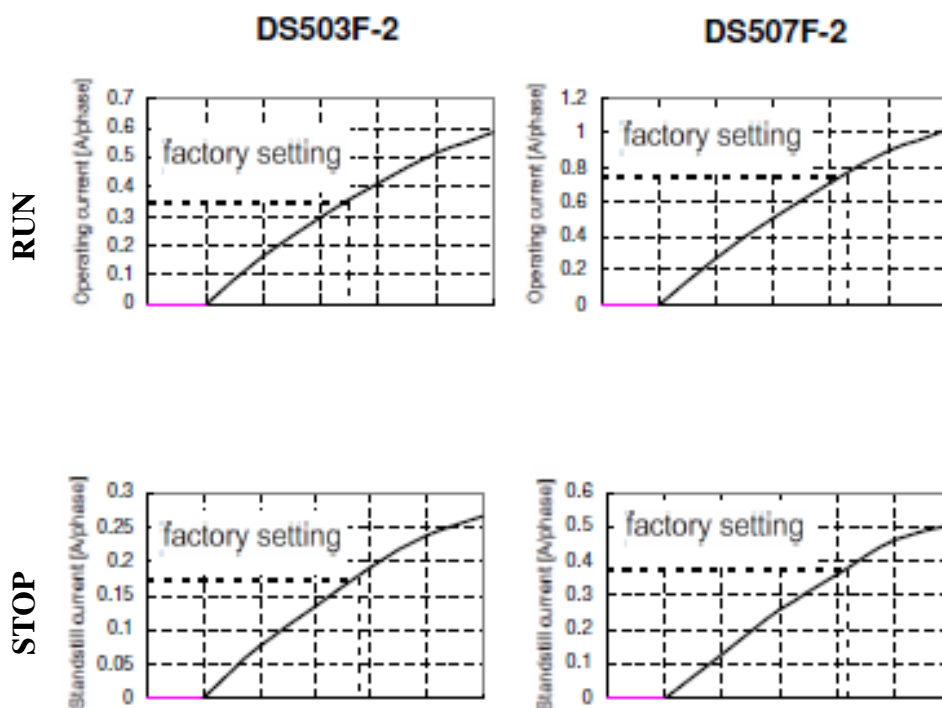 DS503F-2
DS507F-2
RUN
Operating current [A/phase]
0.7
0.6
0.5
0.4
0.3
0.2
0.1
0
factory setting
Operating current [A/phase]
1.2
1
0.8
0.6
0.4
0.2
0
factory setting
STOP
Standstill current [A/phase]
0.3
0.25
0.15
0.1
0.05
0
factory setting
Standstill current [A/phase]
0.6
0.5
0.4
0.3
0.2
0.1
0
factory setting